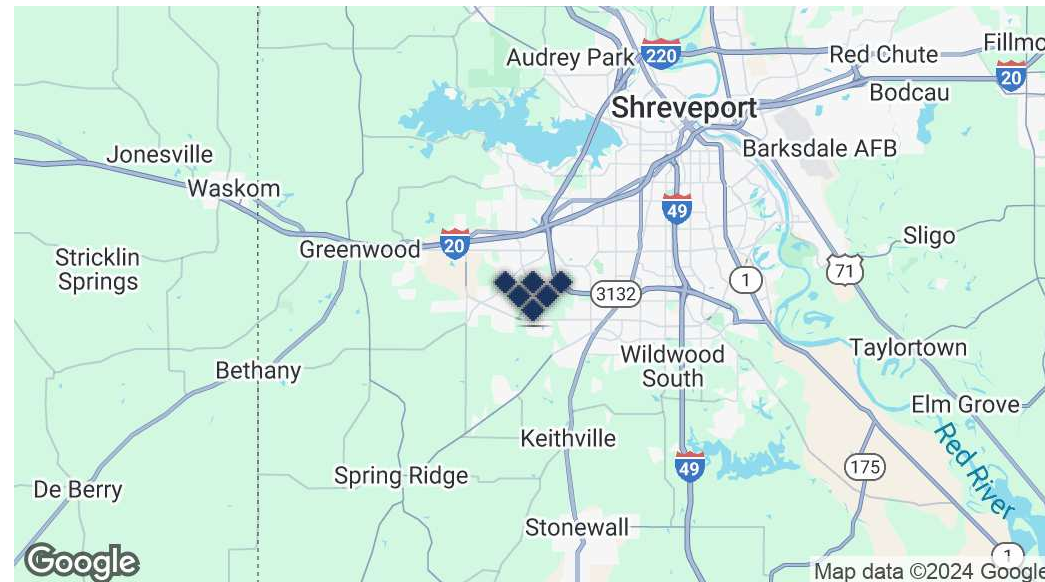 Audrey Park
220
Red Chute
Fillmo
20
Bodcau
Shreveport
Barksdale AFB
Jonesville
Waskom
49
Greenwood
20
Sligo
Stricklin
Springs
71
1
3132
Taylortown
Wildwood
South
Bethany
Elm Grove
Keithville
Red River
49
175
Spring Ridge
De Berry
Stonewall
1
Google
Map data ©2024 Google